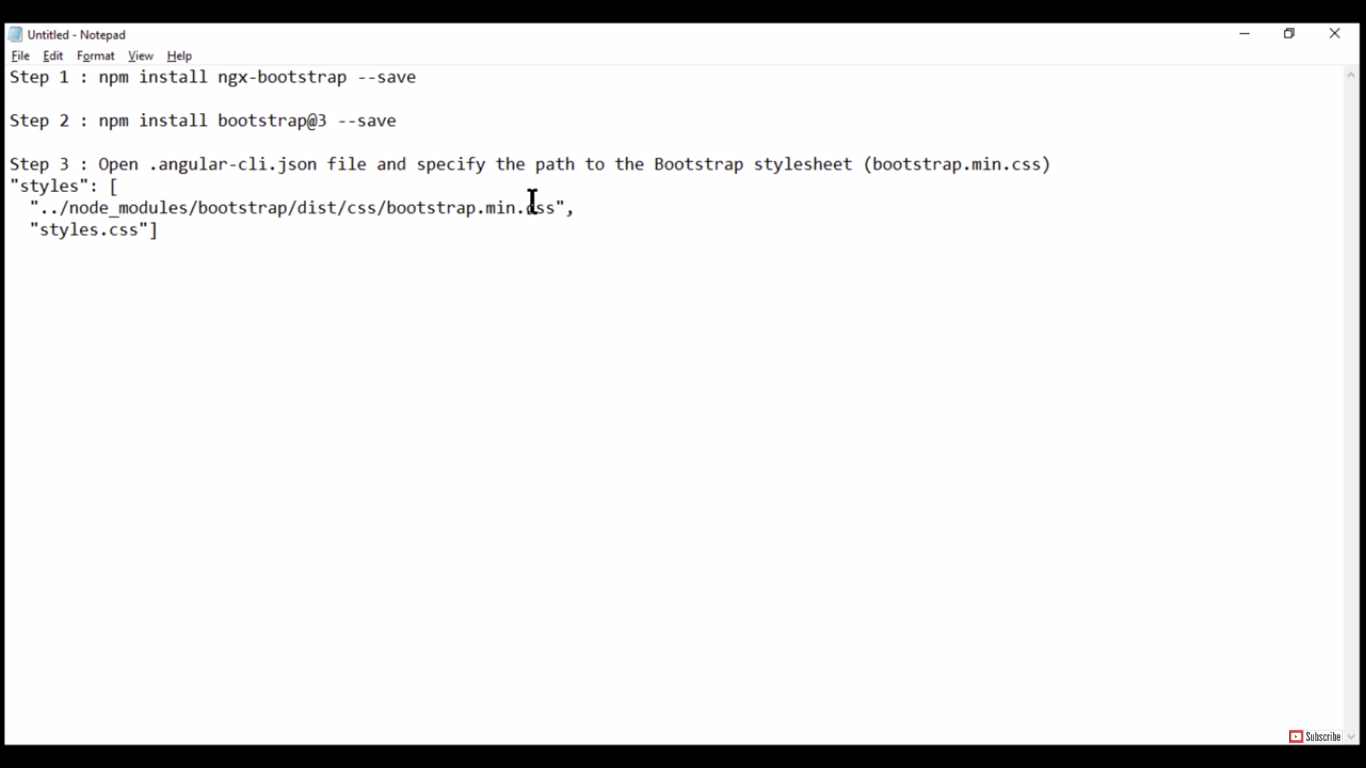 Untitled - Notepad
File Edit Format View Help
Step 1 : npm install ngx-bootstrap --save
Step 2 : npm install bootstrap@3 --save
Step 3 : Open .angular-cli.json file and specify the path to the Bootstrap stylesheet (bootstrap.min.css)
"styles": [
"../node_modules/bootstrap/dist/css/bootstrap.min.css",
"styles.css"]
Subscribe